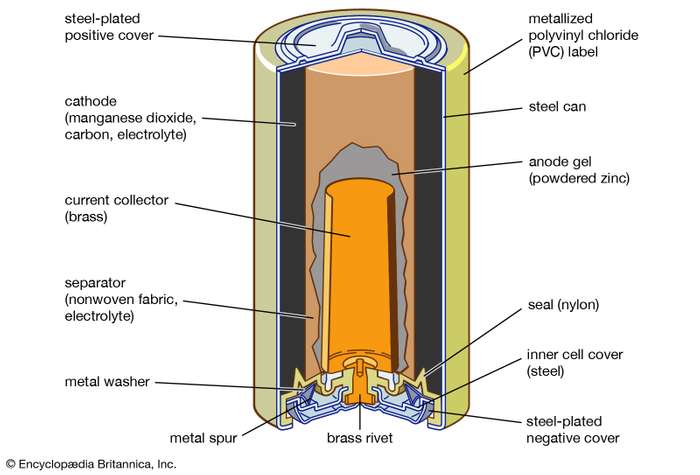 steel-plated
positive cover
metallized
polyvinyl chloride
(PVC) label
cathode
(manganese dioxide,
carbon, electrolyte)
steel can
anode gel
(powdered zinc)
current collector
(brass)
separator
(nonwoven fabric,
electrolyte)
seal (nylon)
inner cell cover
(steel)
metal washer
steel-plated
negative cover
metal spur
brass rivet
© Encyclopædia Britannica, Inc.